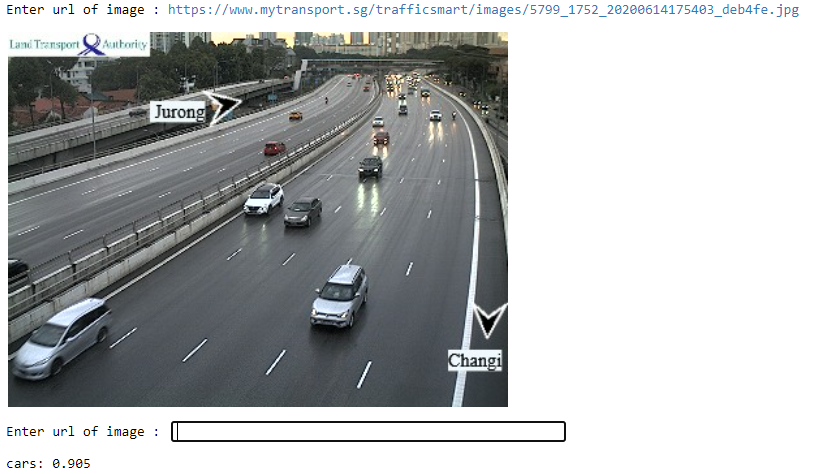 Enter url of image : https://www.mytransport.sg/trafficsmart/images/5799_1752_20200614175403_deb4fe.jpg
Land Transport Authority
Jurong
Changi
Enter url of image :
cars: 0.905